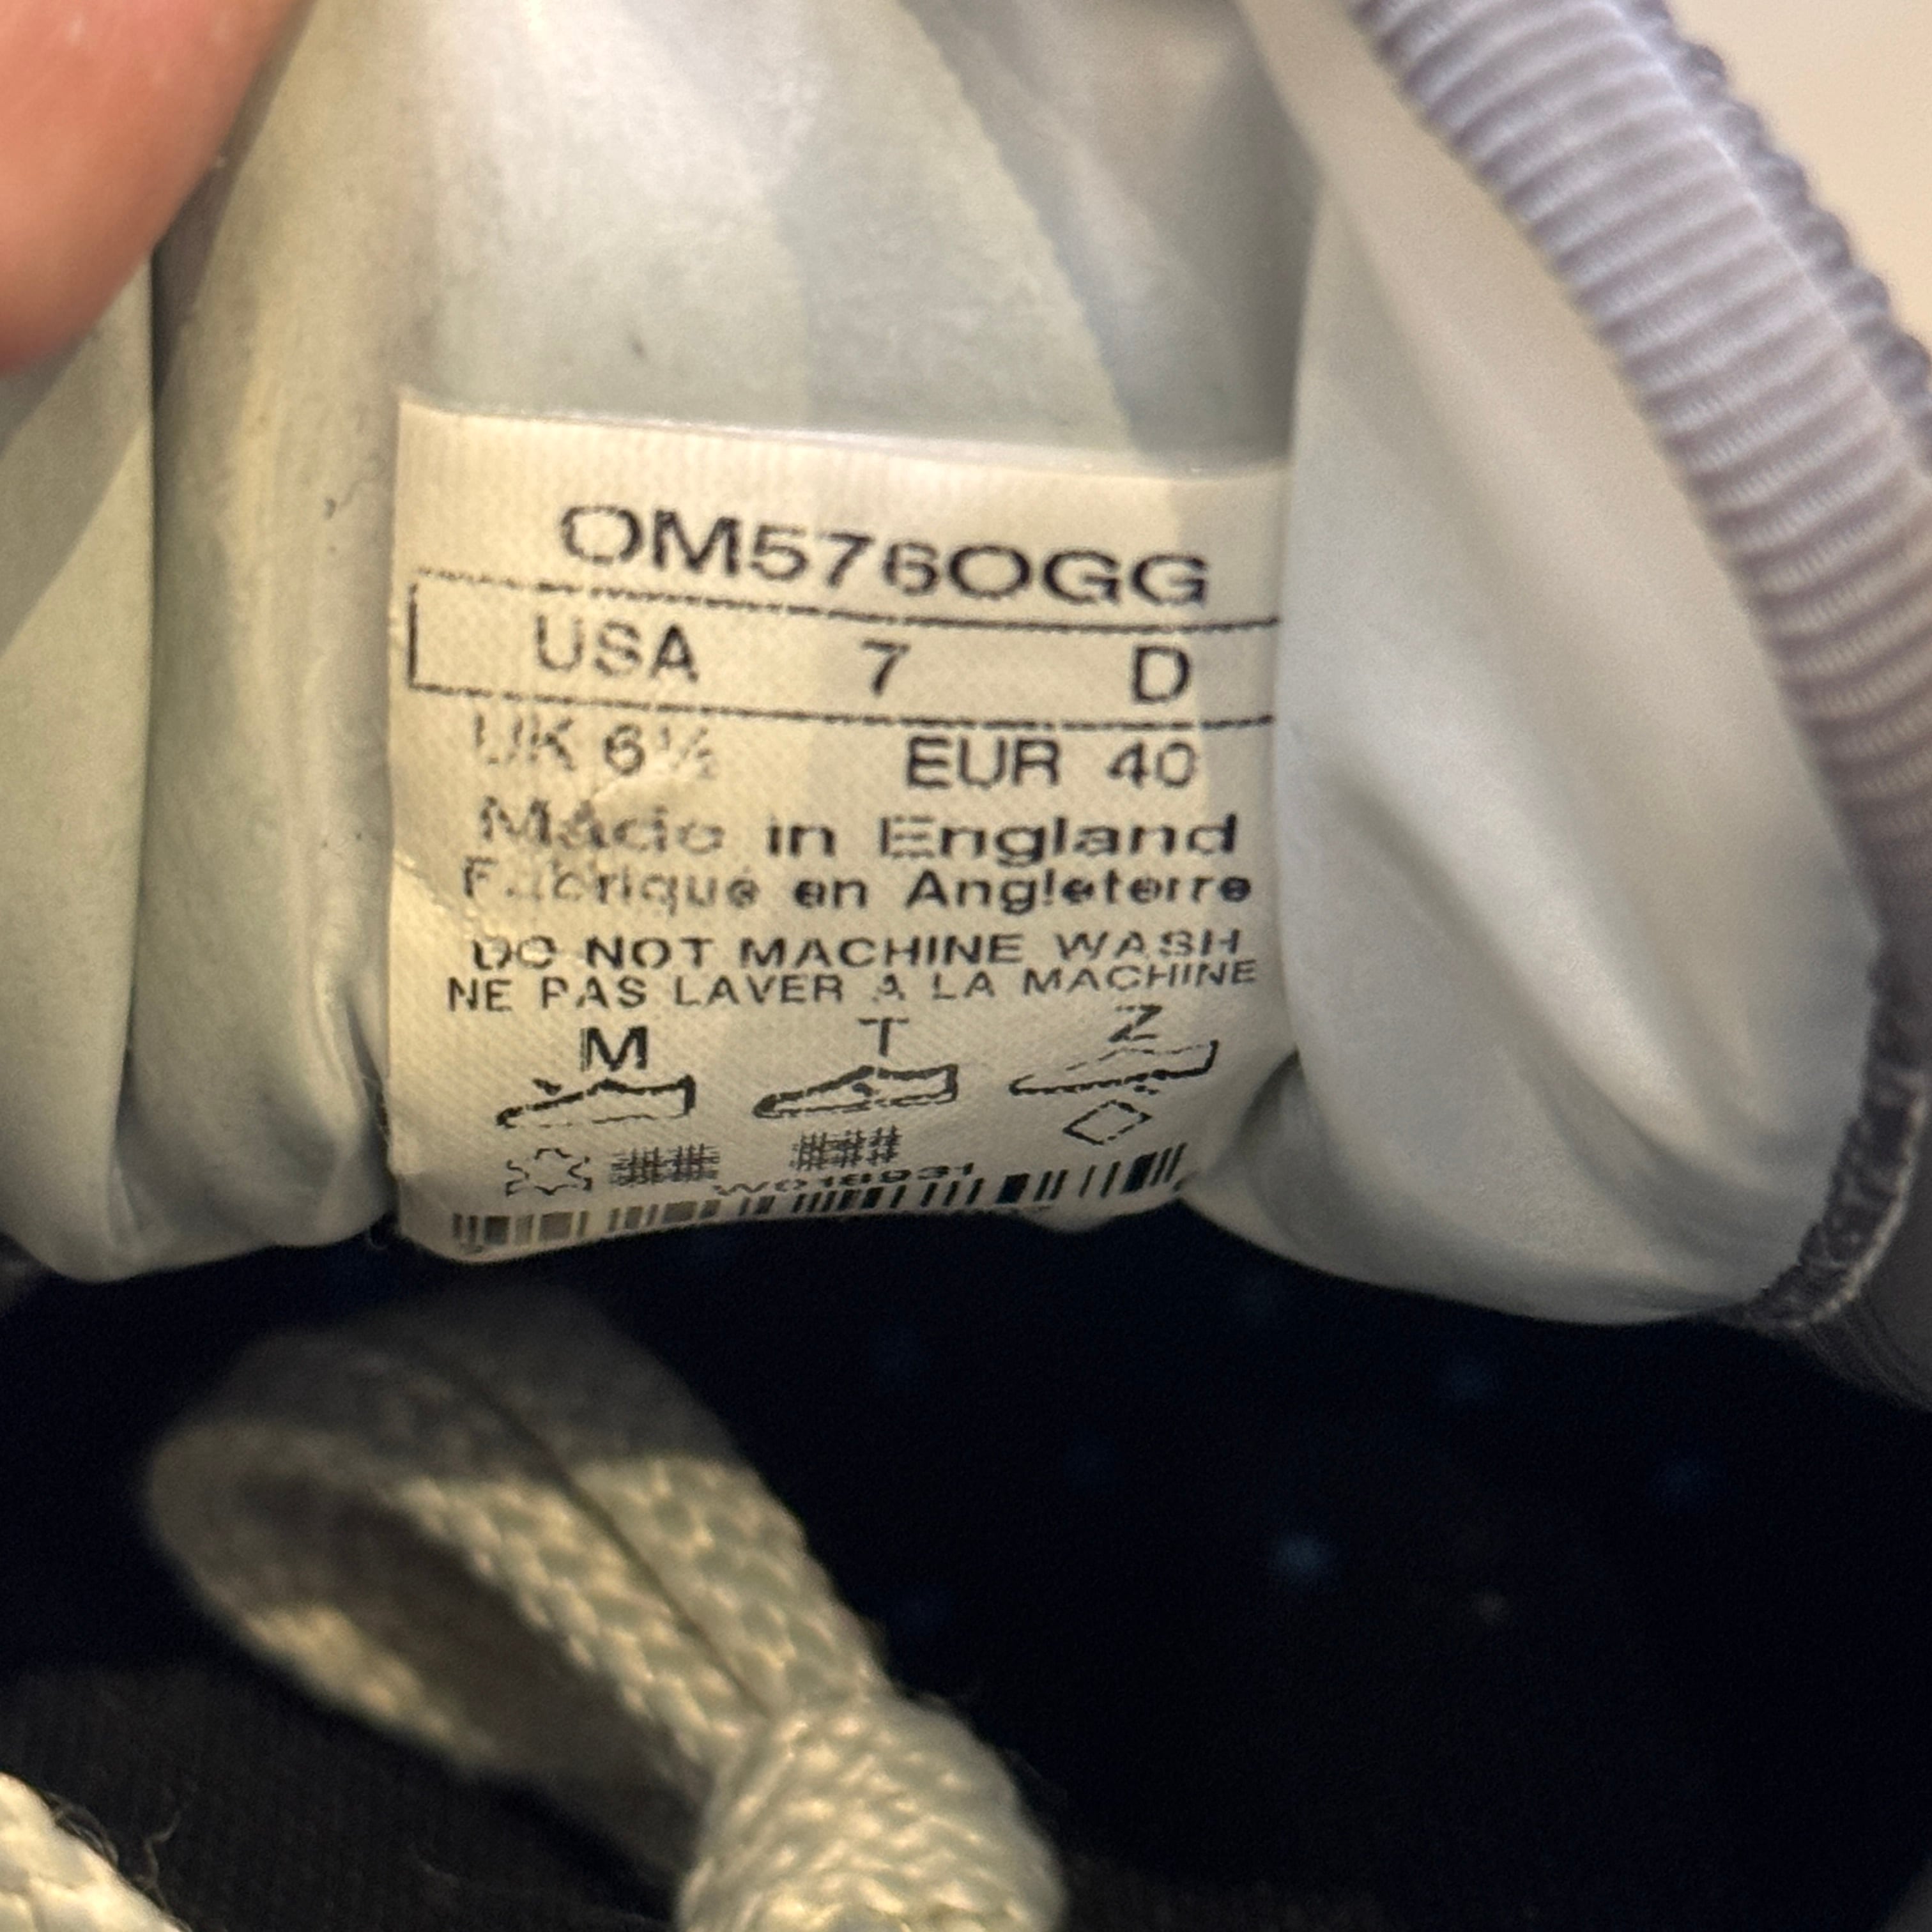 OM576OGG
USA 7 D
UK 6½ EUR 40
Made in England
Fabriqué en Angleterre
DO NOT MACHINE WASH
NE PAS LAVER A LA MACHINE
M T Z
W018931